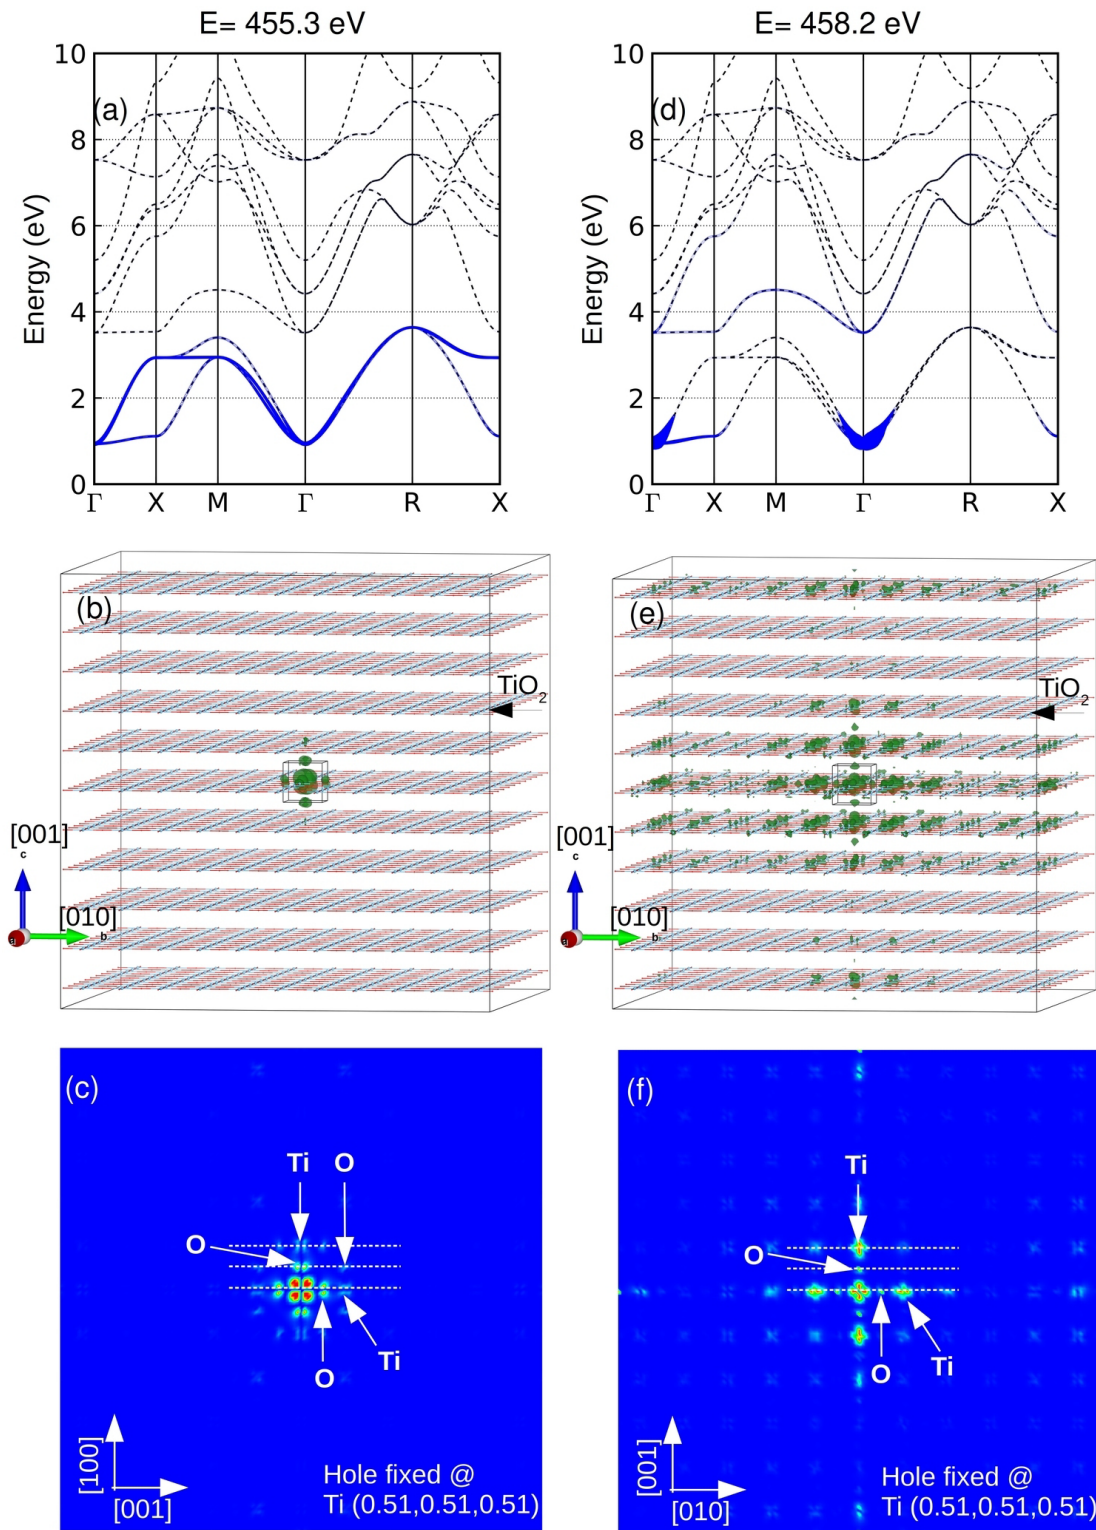 E= 455.3 eV
E= 458.2 eV
(a)
Energy (eV)
10
8
6
4
2
0
Γ X M Γ R X
(d)
Energy (eV)
10
8
6
4
2
0
Γ X M Γ R X
(b)
TiO2
[001]
c
[010]
b
a
(e)
TiO2
[001]
c
[010]
b
a
(c)
Ti O
O
Ti
O
[100]
[001]
Hole fixed @
Ti (0.51,0.51,0.51)
(f)
Ti
O
Ti
O
[001]
[010]
Hole fixed @
Ti (0.51,0.51,0.51)